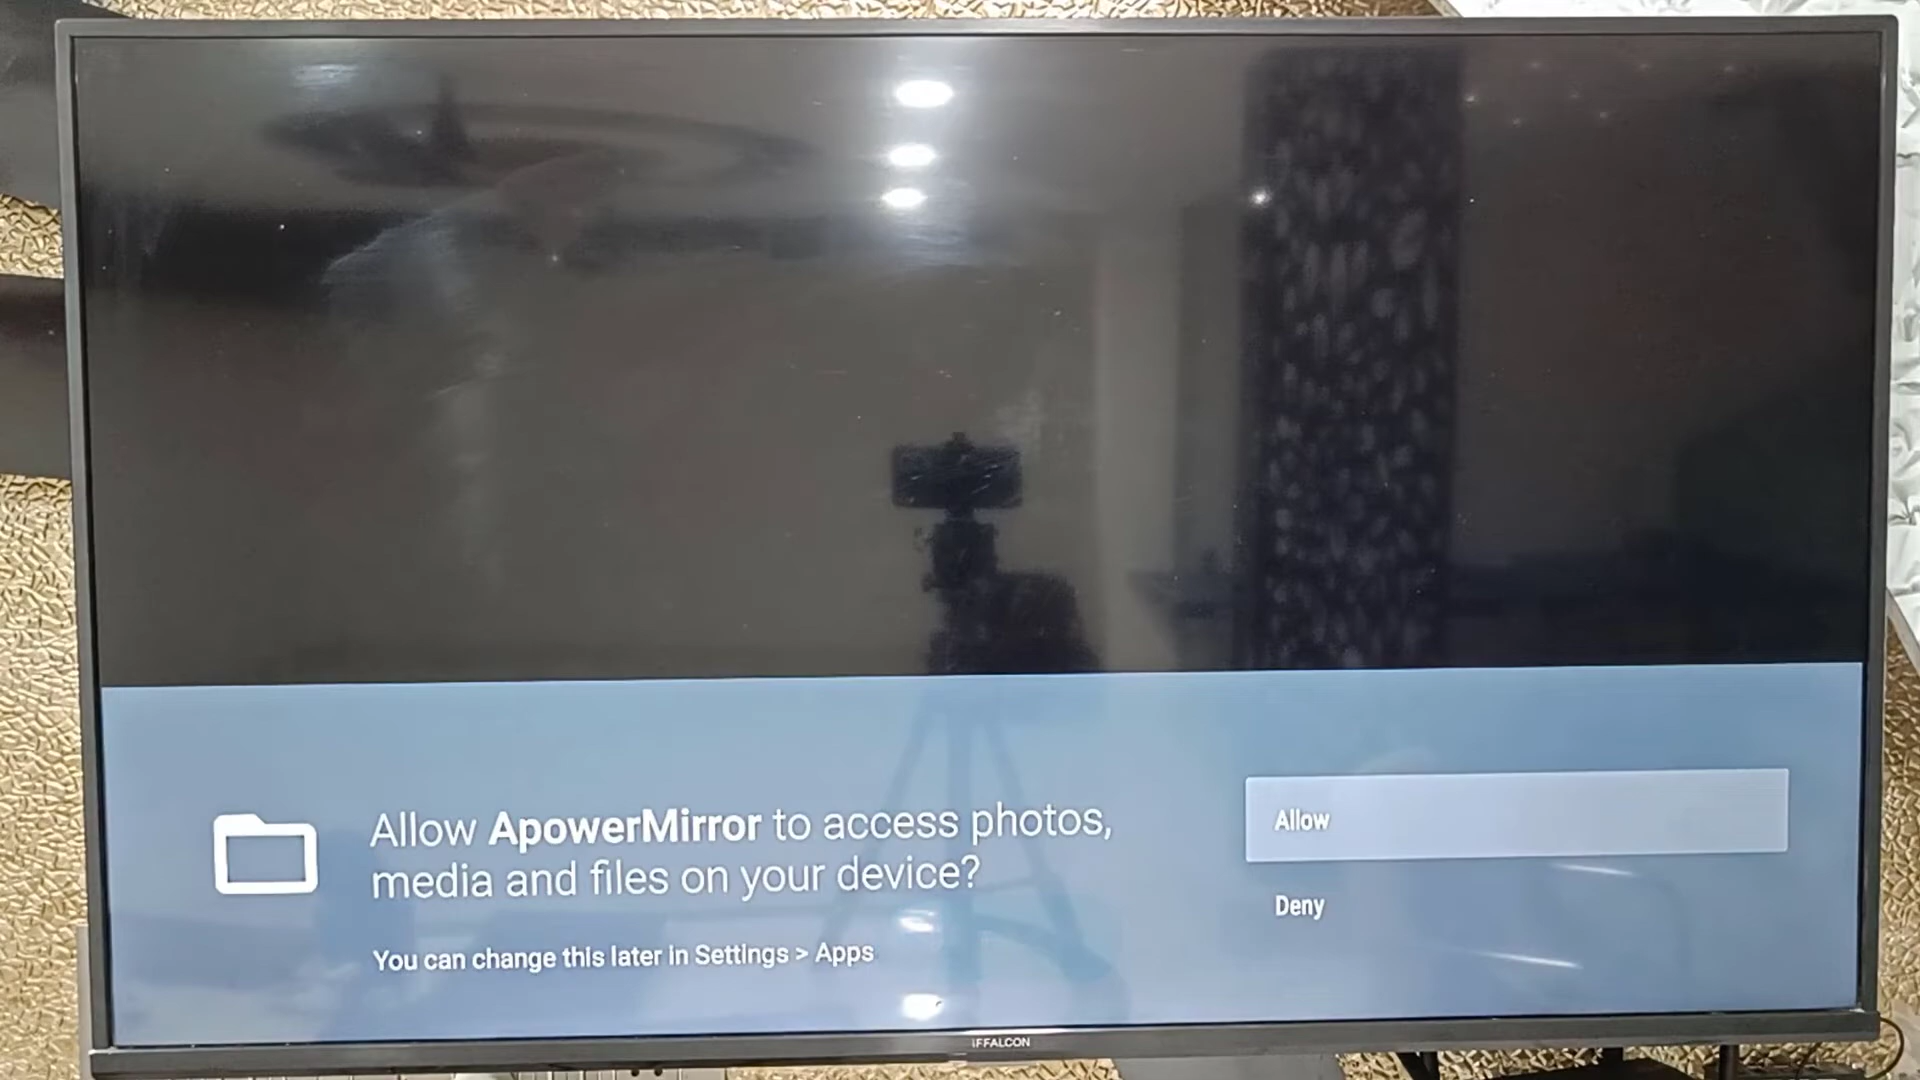 Allow ApowerMirror to access photos,
media and files on your device?
You can change this later in Settings > Apps
Allow
Deny
iFFALCON